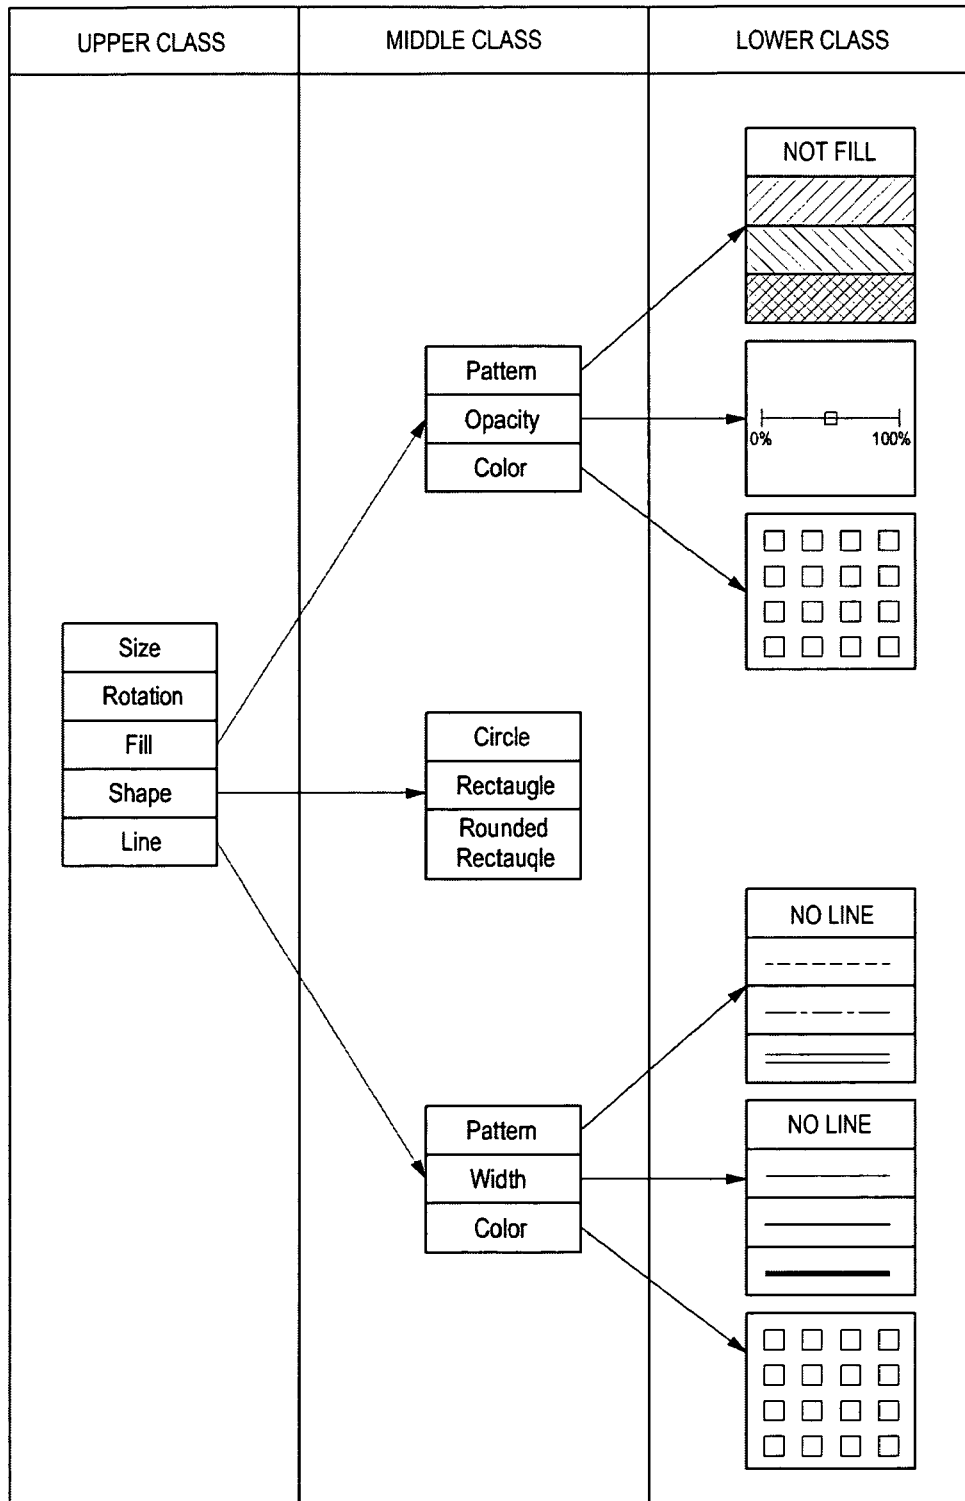 UPPER CLASS
MIDDLE CLASS
LOWER CLASS
Size
Rotation
Fill
Shape
Line
Pattern
Opacity
Color
Circle
Rectaugle
Rounded
Rectauqle
Pattern
Width
Color
NOT FILL
0% 100%
NO LINE
NO LINE